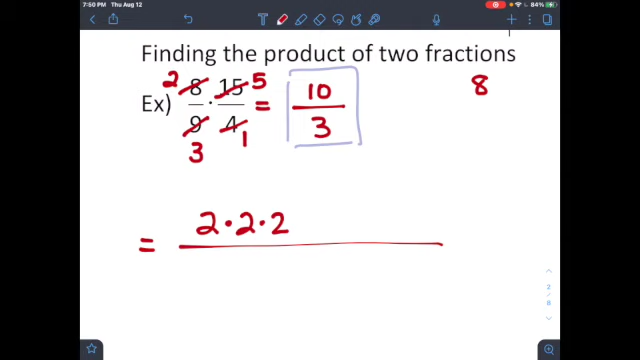 7:50 PM Thu Aug 12
84%
Finding the product of two fractions
2 8 15 5
Ex) — · — = 10/3
9 4
3 1
8
= 2·2·2
2
/
8